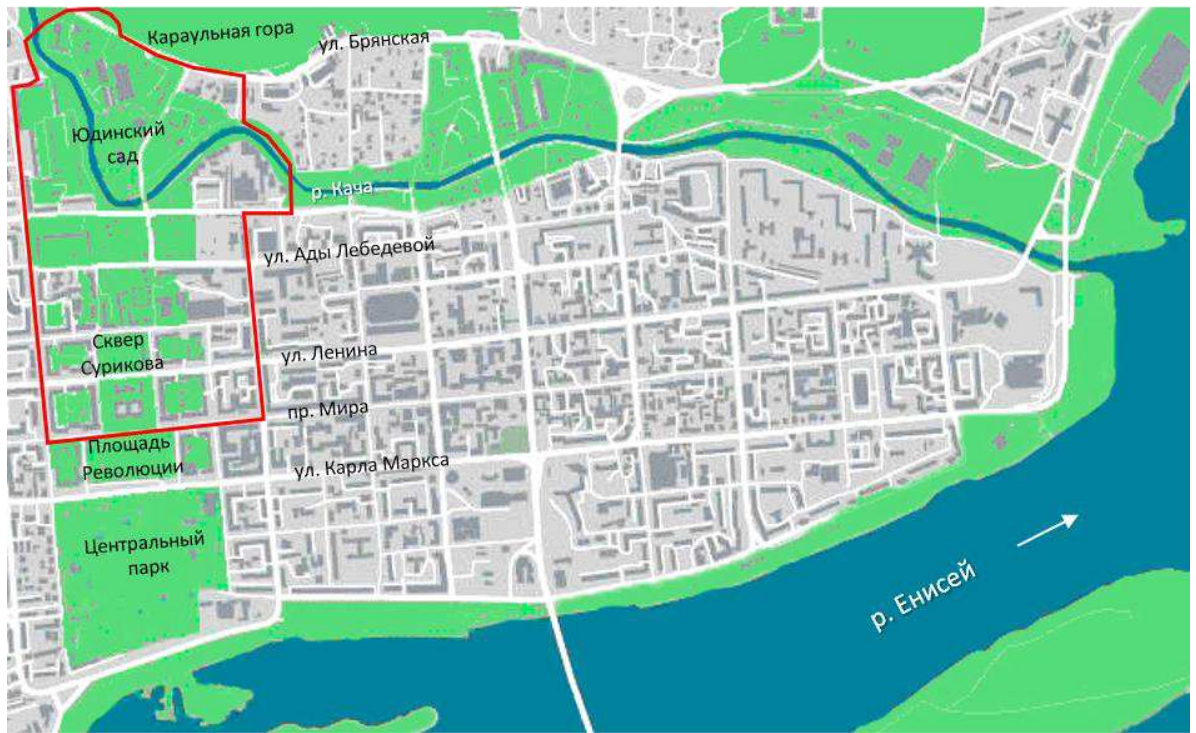 Караульная гора
ул. Брянская
Юдинский
сад
р. Кача
ул. Ады Лебедевой
Сквер
Сурикова
ул. Ленина
пр. Мира
Площадь
Революции
ул. Карла Маркса
Центральный
парк
р. Енисей